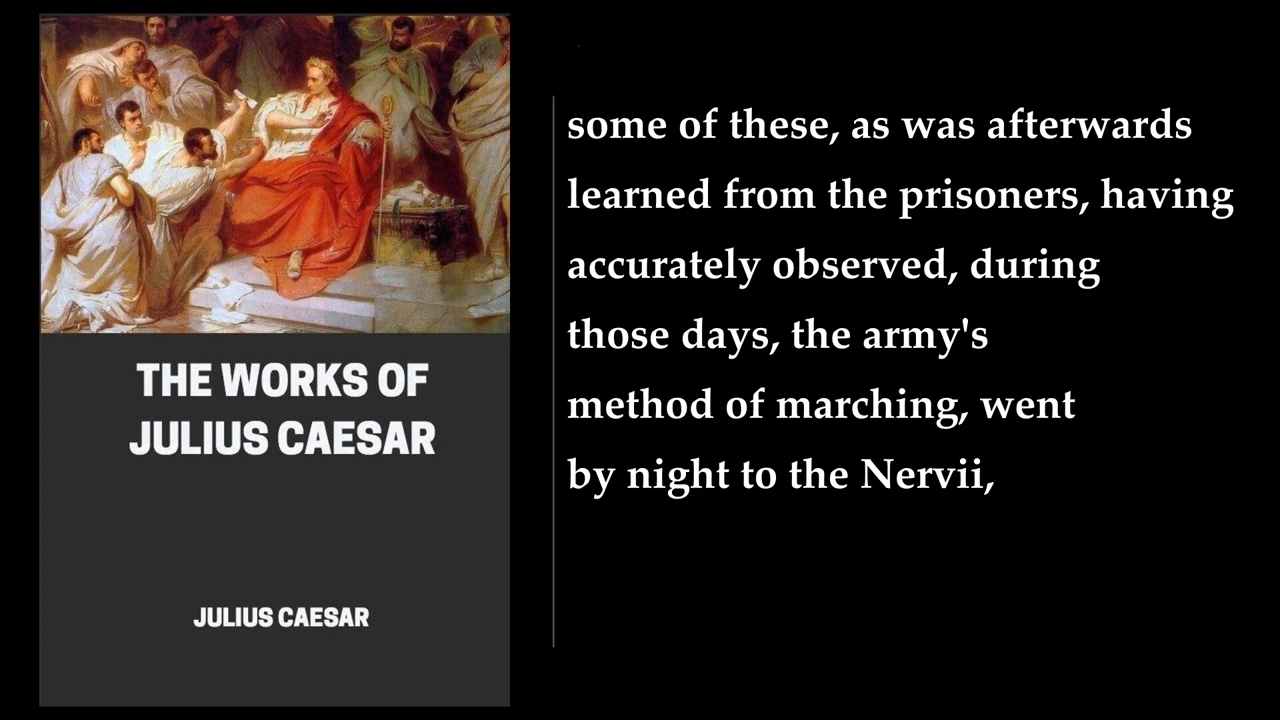 THE WORKS OF
JULIUS CAESAR
JULIUS CAESAR
some of these, as was afterwards
learned from the prisoners, having
accurately observed, during
those days, the army's
method of marching, went
by night to the Nervii,